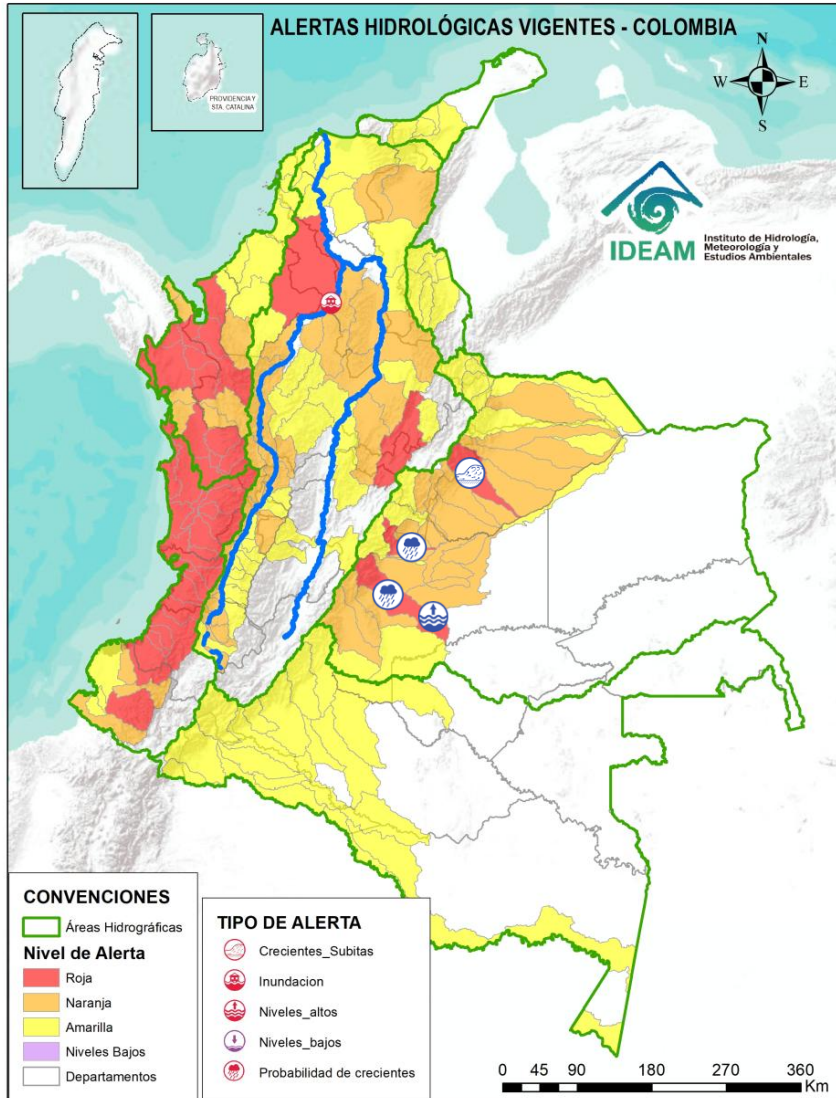 ALERTAS HIDROLÓGICAS VIGENTES - COLOMBIA
PROVIDENCIA Y
STA. CATALINA
N
W
E
S
IDEAM
Instituto de Hidrología,
Meteorología y
Estudios Ambientales
CONVENCIONES
Áreas Hidrográficas
Nivel de Alerta
Roja
Naranja
Amarilla
Niveles Bajos
Departamentos
TIPO DE ALERTA
Crecientes_Subitas
Inundacion
Niveles_altos
Niveles_bajos
Probabilidad de crecientes
0 45 90 180 270 360
Km